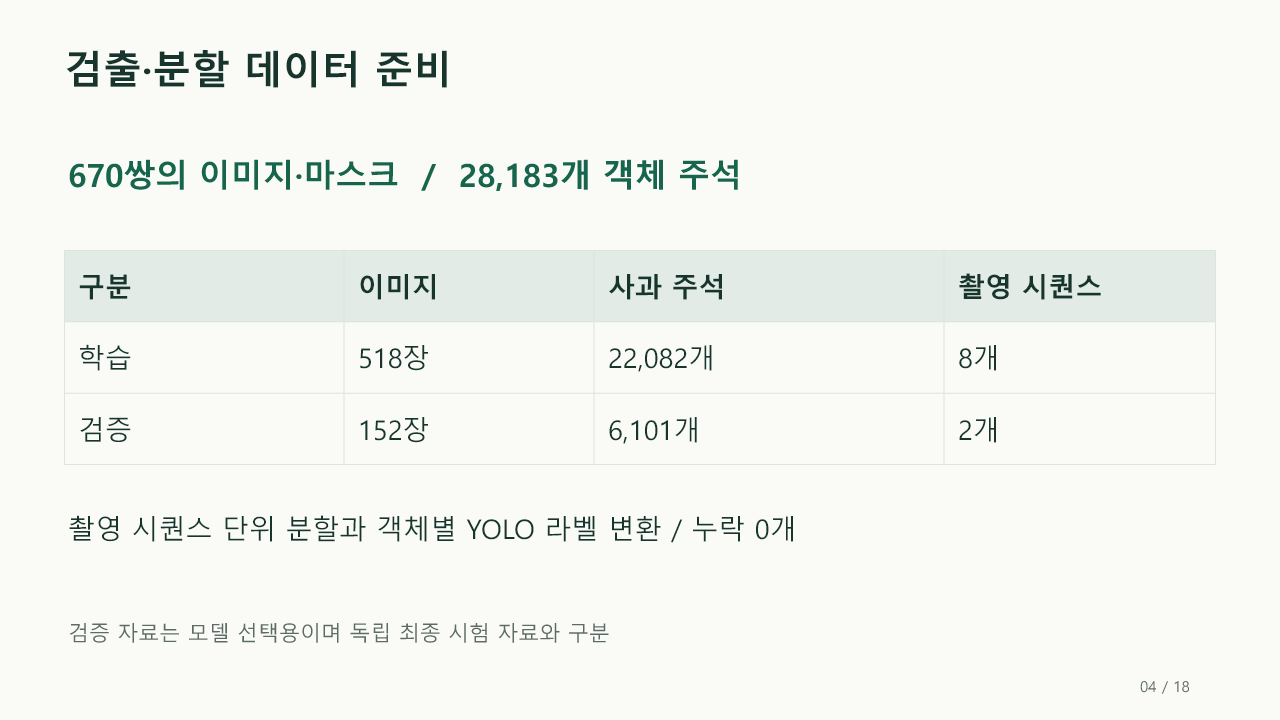 검출·분할 데이터 준비
670쌍의 이미지·마스크 / 28,183개 객체 주석
구분 이미지 사과 주석 촬영 시퀀스
학습 518장 22,082개 8개
검증 152장 6,101개 2개
촬영 시퀀스 단위 분할과 객체별 YOLO 라벨 변환 / 누락 0개
검증 자료는 모델 선택용이며 독립 최종 시험 자료와 구분
04 / 18